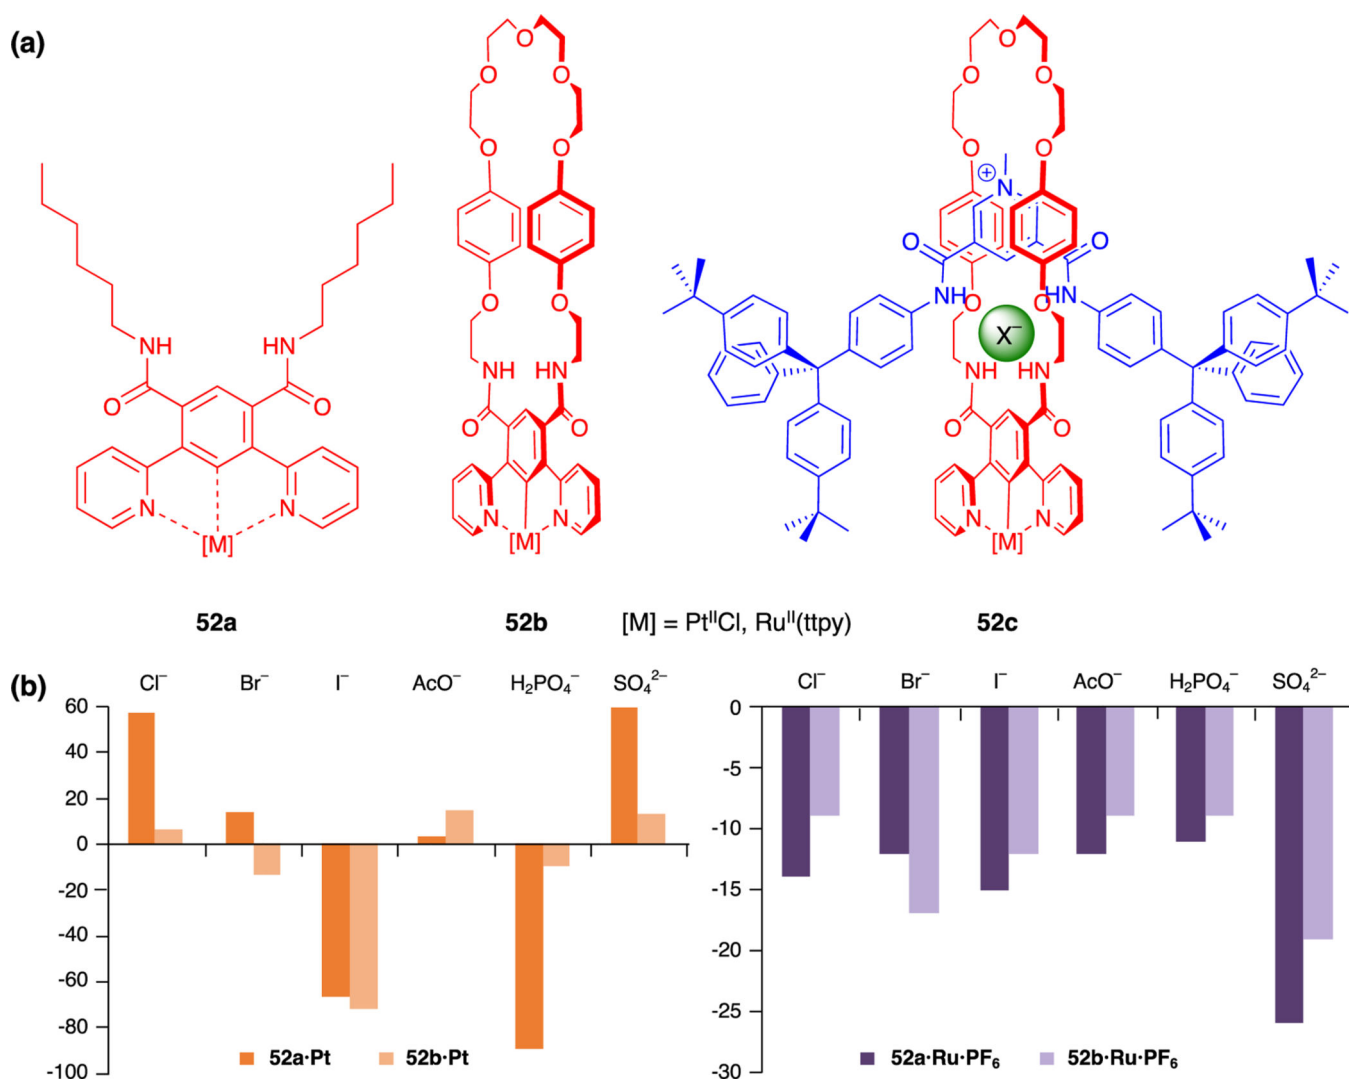 (a)
O
O O
O O
O O
NH HN
O O
N N
[M]
O O
NH HN
O O
N N
[M]
O
O O
O O
⊕ N
O O
NH HN
O O
X⁻
NH HN
O O
N N
[M]
52a 52b [M] = PtᴵᴵCl, Ruᴵᴵ(ttpy) 52c
(b)
Cl⁻ Br⁻ I⁻ AcO⁻ H₂PO₄⁻ SO₄²⁻
60
40
20
0
-20
-40
-60
-80
-100
52a·Pt 52b·Pt
Cl⁻ Br⁻ I⁻ AcO⁻ H₂PO₄⁻ SO₄²⁻
0
-5
-10
-15
-20
-25
-30
52a·Ru·PF₆ 52b·Ru·PF₆